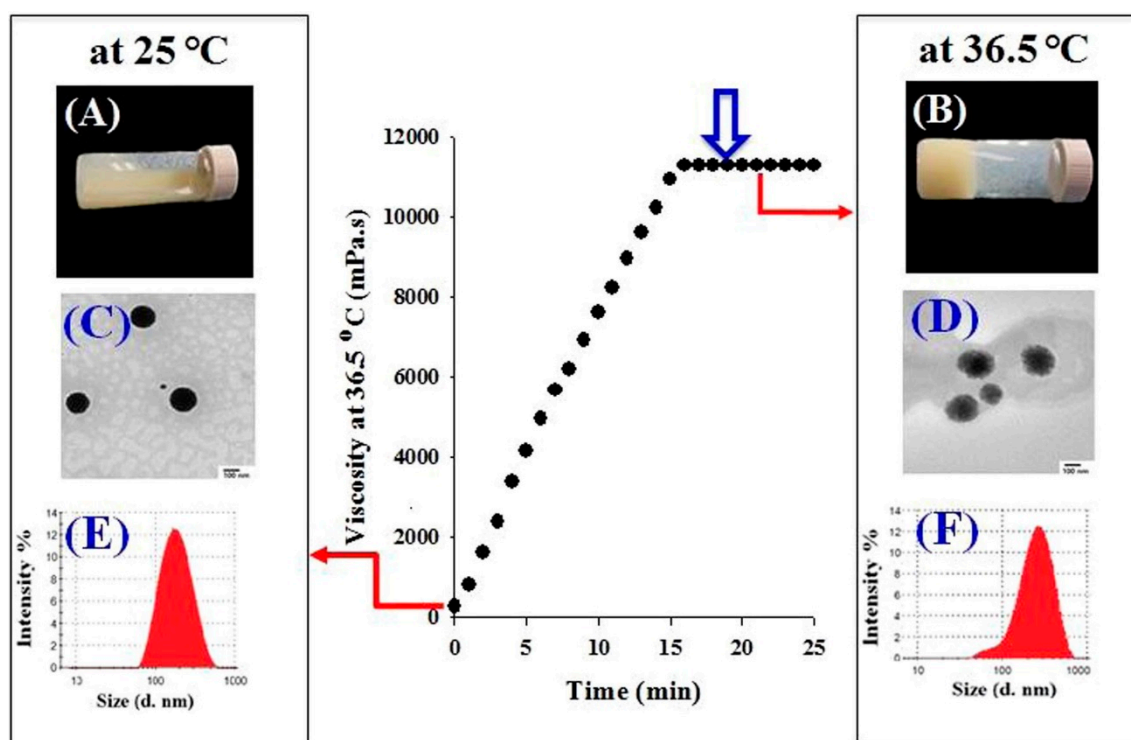 at 25 °C
(A)
(C)
100 nm
(E)
Intensity %
14
12
10
8
6
4
2
0
10
100
1000
Size (d. nm)
Viscosity at 36.5 °C (mPa.s)
12000
10000
8000
6000
4000
2000
0
0
5
10
15
20
25
Time (min)
at 36.5 °C
(B)
(D)
100 nm
(F)
Intensity %
14
12
10
8
6
4
2
0
10
100
1000
Size (d. nm)